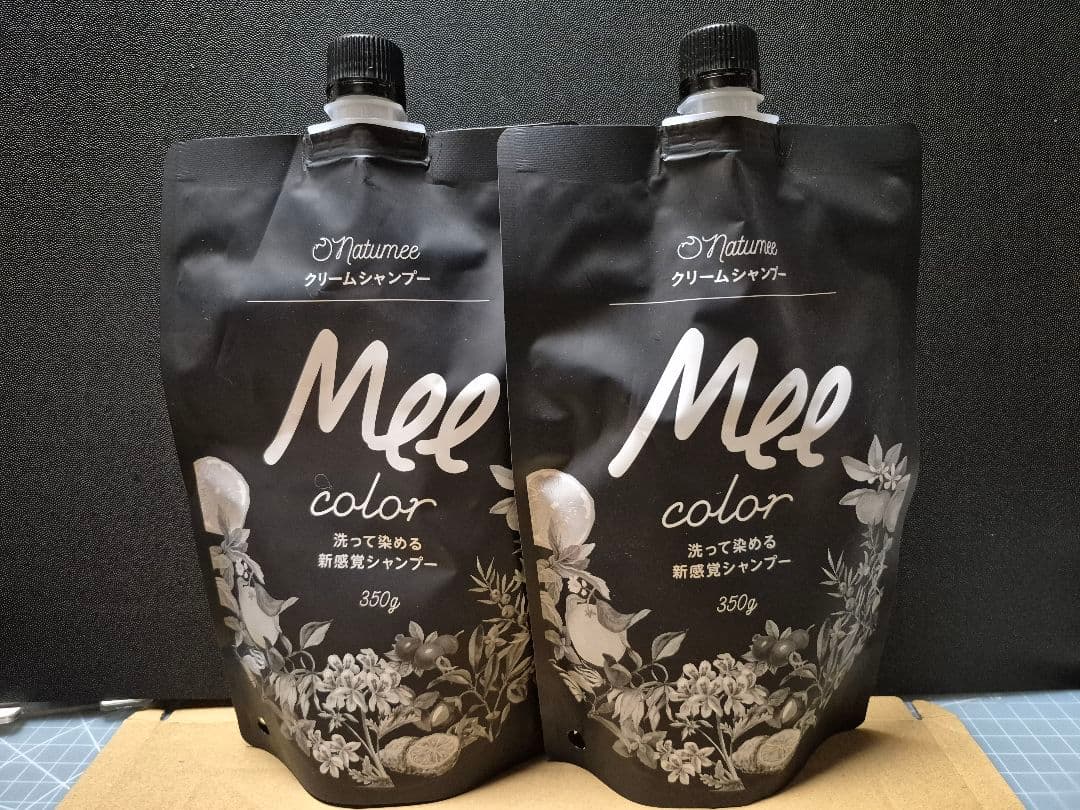 Natumee
クリームシャンプー
Mee
color
洗って染める
新感覚シャンプー
350g
Natumee
クリームシャンプー
Mee
color
洗って染める
新感覚シャンプー
350g